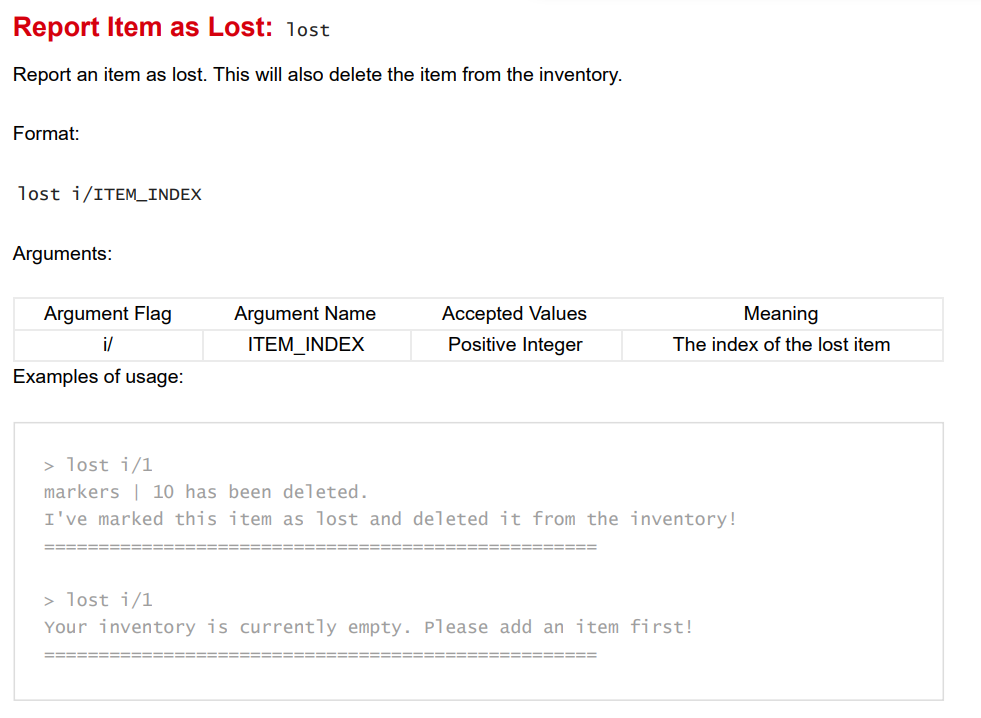 Report Item as Lost: lost
Report an item as lost. This will also delete the item from the inventory.
Format:
lost i/ITEM_INDEX
Arguments:
Argument Flag Argument Name Accepted Values Meaning
i/ ITEM_INDEX Positive Integer The index of the lost item
Examples of usage:
> lost i/1
markers | 10 has been deleted.
I've marked this item as lost and deleted it from the inventory!
===================================================
> lost i/1
Your inventory is currently empty. Please add an item first!
===================================================